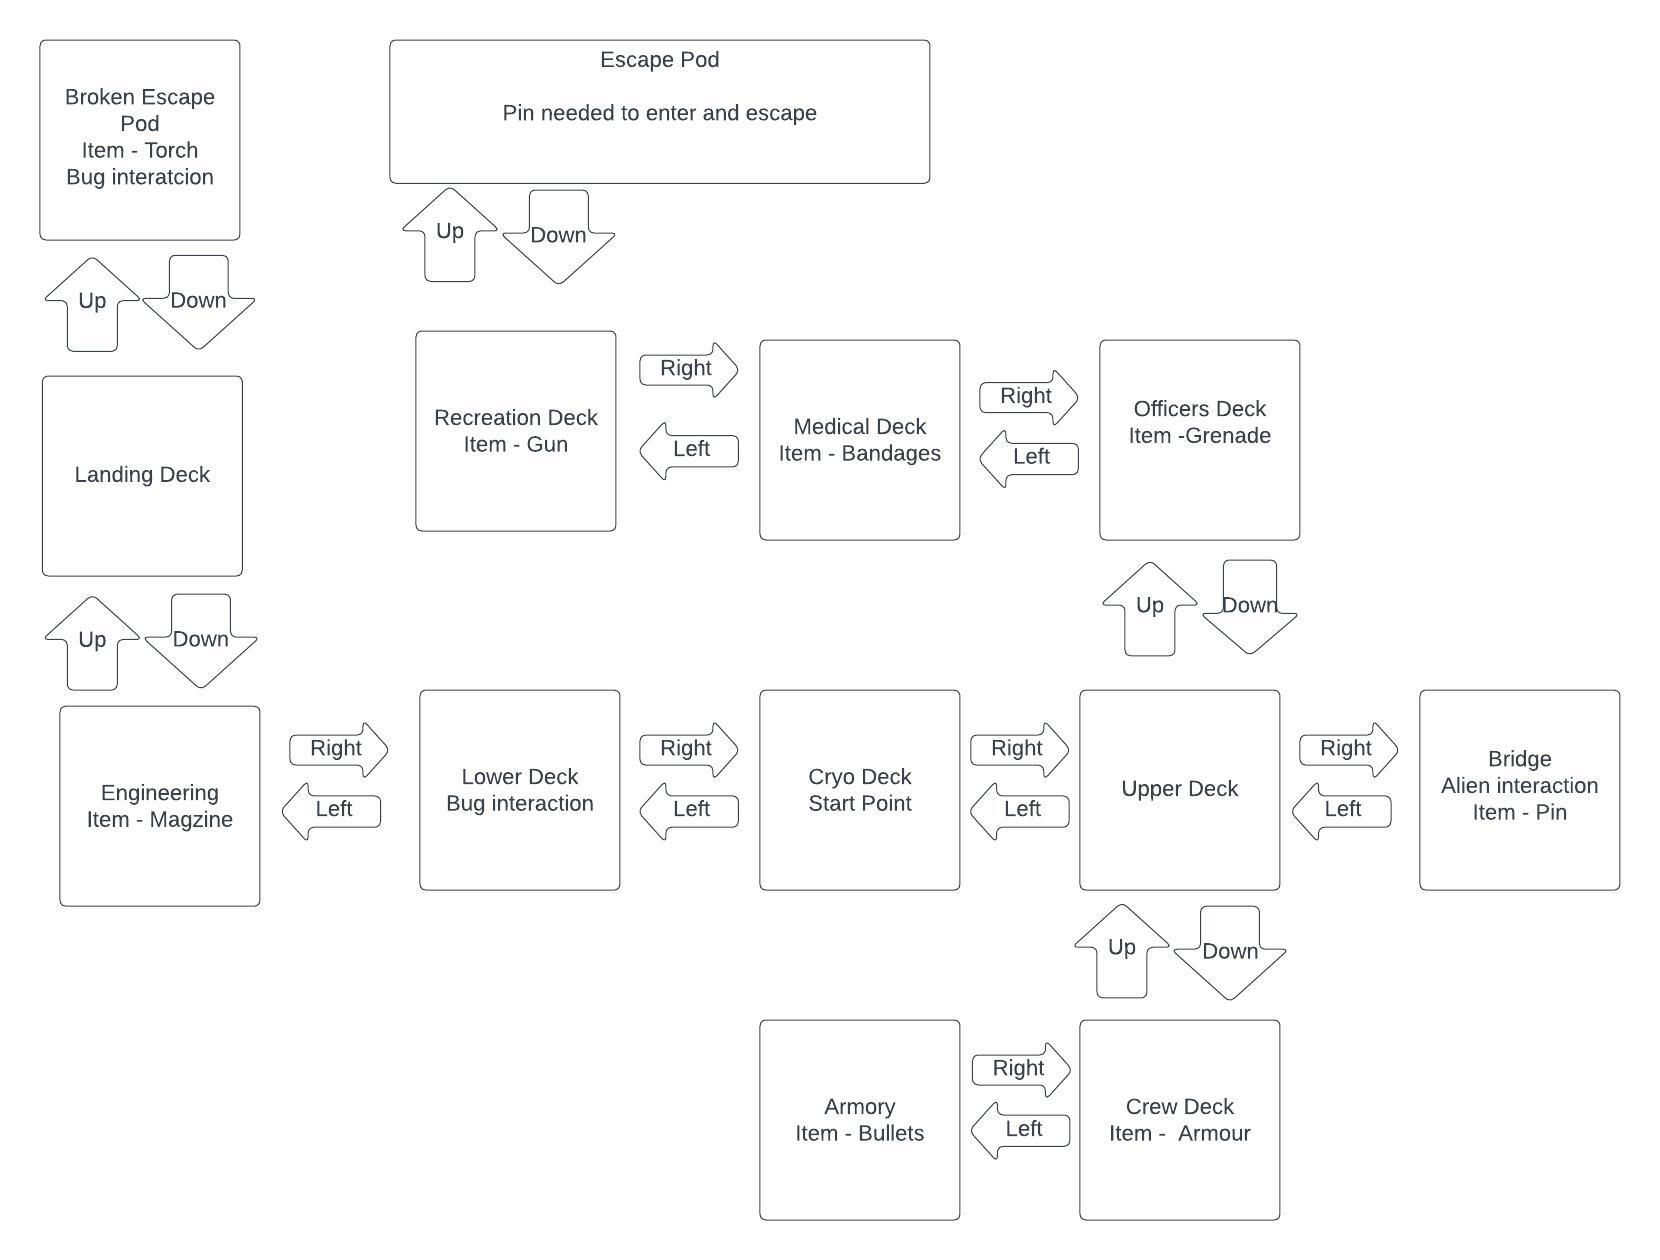 Broken Escape
Pod
Item - Torch
Bug interatcion
Escape Pod
Pin needed to enter and escape
Up
Down
Up
Down
Landing Deck
Recreation Deck
Item - Gun
Right
Left
Medical Deck
Item - Bandages
Right
Left
Officers Deck
Item -Grenade
Up
Down
Up
Down
Engineering
Item - Magzine
Right
Left
Lower Deck
Bug interaction
Right
Left
Cryo Deck
Start Point
Right
Left
Upper Deck
Right
Left
Bridge
Alien interaction
Item - Pin
Up
Down
Armory
Item - Bullets
Right
Left
Crew Deck
Item -  Armour